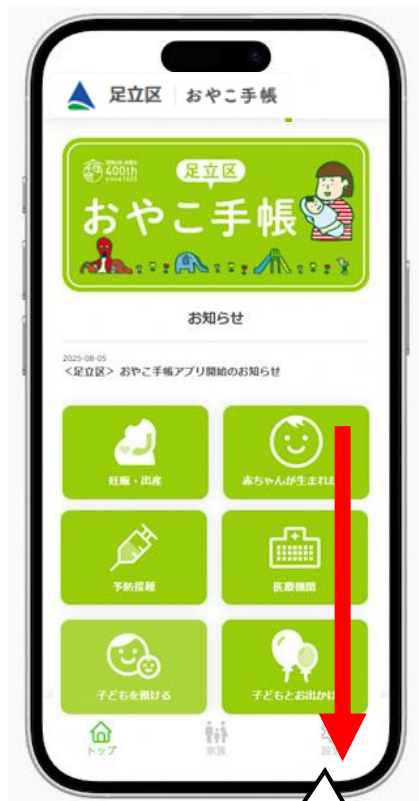 足立区 おやこ手帳
400th
足立区
おやこ手帳
お知らせ
2025-08-05
<足立区> おやこ手帳アプリ開始のお知らせ
妊娠・出産
赤ちゃんが生まれた
予防接種
医療機関
子どもを預ける
子どもとお出かけ
トップ
家族